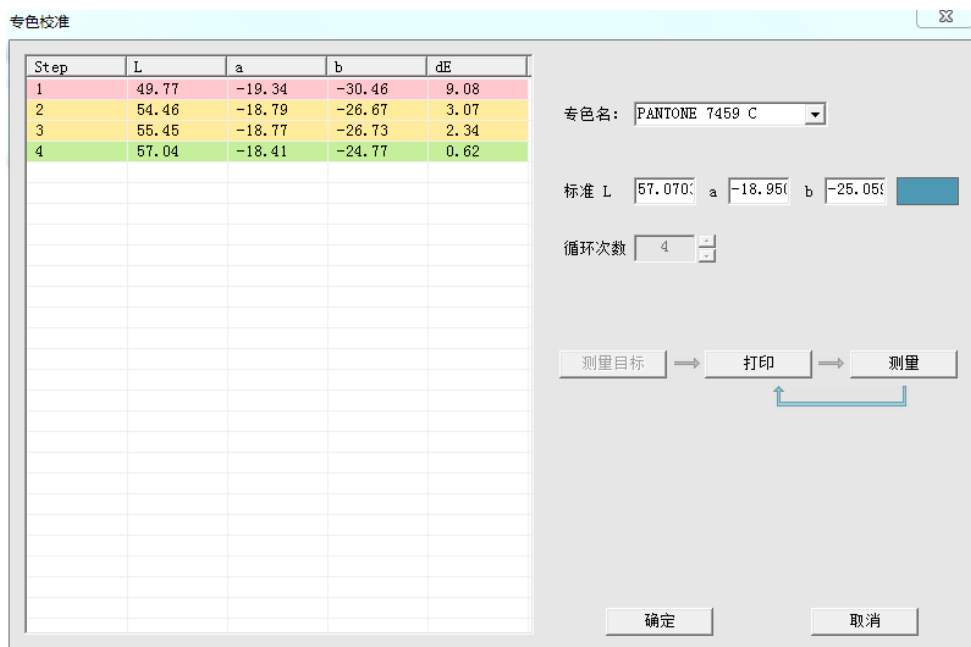 专色校准
Step L a b dE
1 49.77 -19.34 -30.46 9.08
2 54.46 -18.79 -26.67 3.07
3 55.45 -18.77 -26.73 2.34
4 57.04 -18.41 -24.77 0.62
专色名: PANTONE 7459 C
标准 L 57.070 a -18.950 b -25.05
循环次数 4
测量目标 打印 测量
确定 取消